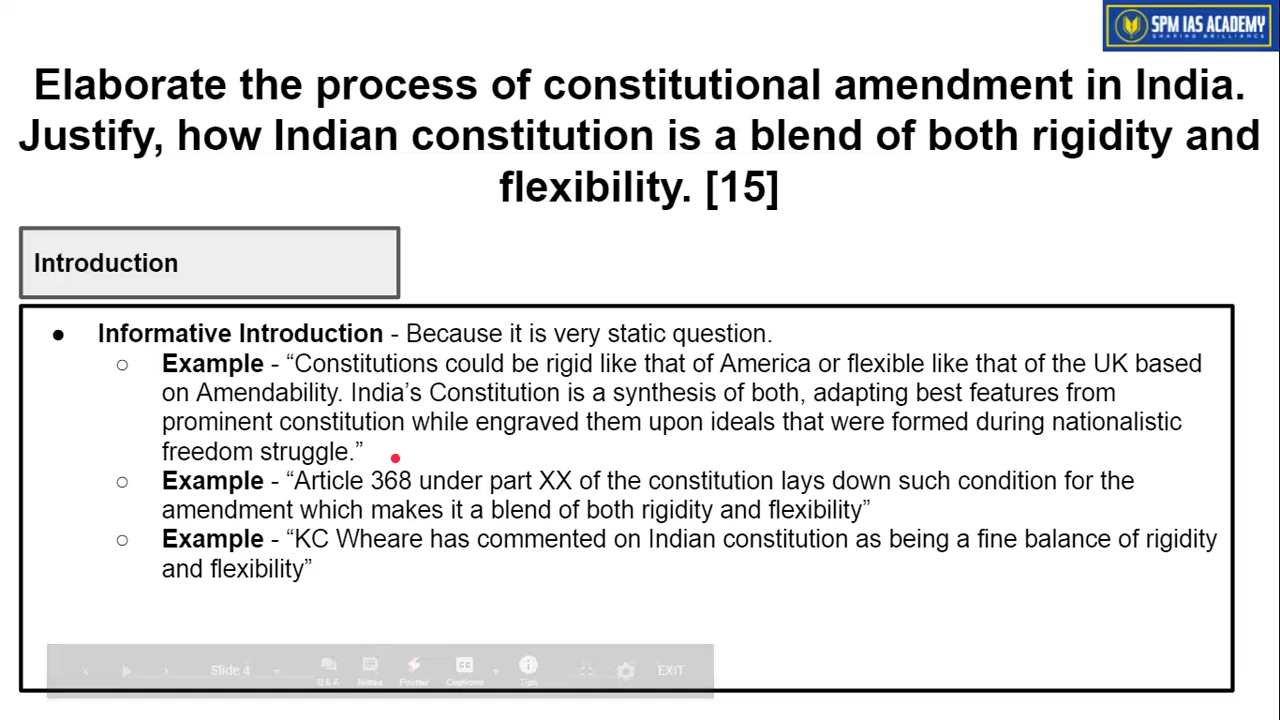 SPM IAS ACADEMY
SHAPING BRILLIANCE
Elaborate the process of constitutional amendment in India.
Justify, how Indian constitution is a blend of both rigidity and
flexibility. [15]
Introduction
● Informative Introduction - Because it is very static question.
○ Example - “Constitutions could be rigid like that of America or flexible like that of the UK based
on Amendability. India’s Constitution is a synthesis of both, adapting best features from
prominent constitution while engraved them upon ideals that were formed during nationalistic
freedom struggle.”
○ Example - “Article 368 under part XX of the constitution lays down such condition for the
amendment which makes it a blend of both rigidity and flexibility”
○ Example - “KC Wheare has commented on Indian constitution as being a fine balance of rigidity
and flexibility”
Slide 4 Q & A Notes Pointer Captions Tips EXIT